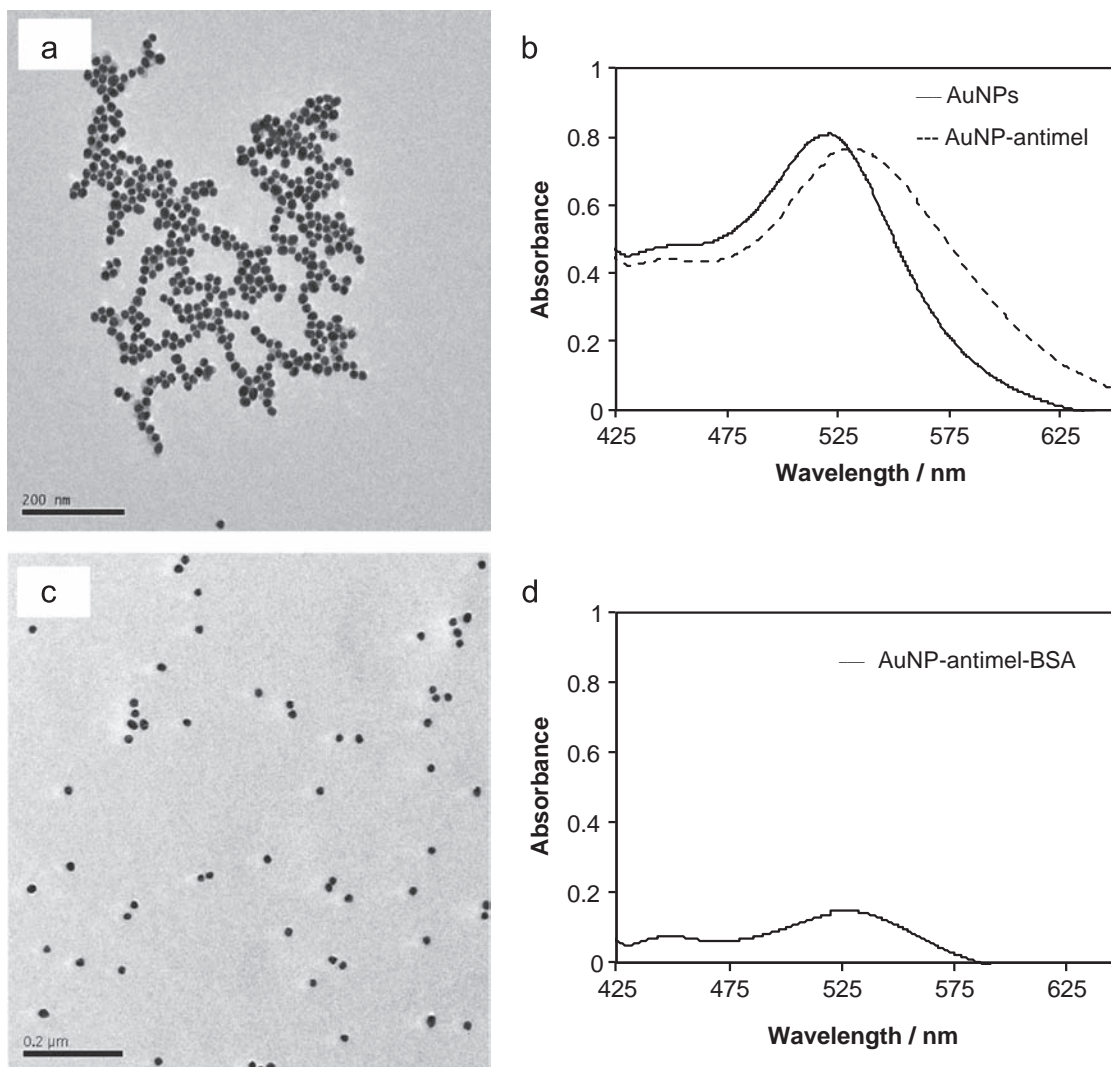 a
200 nm
b
1
0.8
0.6
0.4
0.2
0
425 475 525 575 625
Absorbance
Wavelength / nm
AuNPs
AuNP-antimel
c
0.2 µm
d
1
0.8
0.6
0.4
0.2
0
425 475 525 575 625
Absorbance
Wavelength / nm
AuNP-antimel-BSA